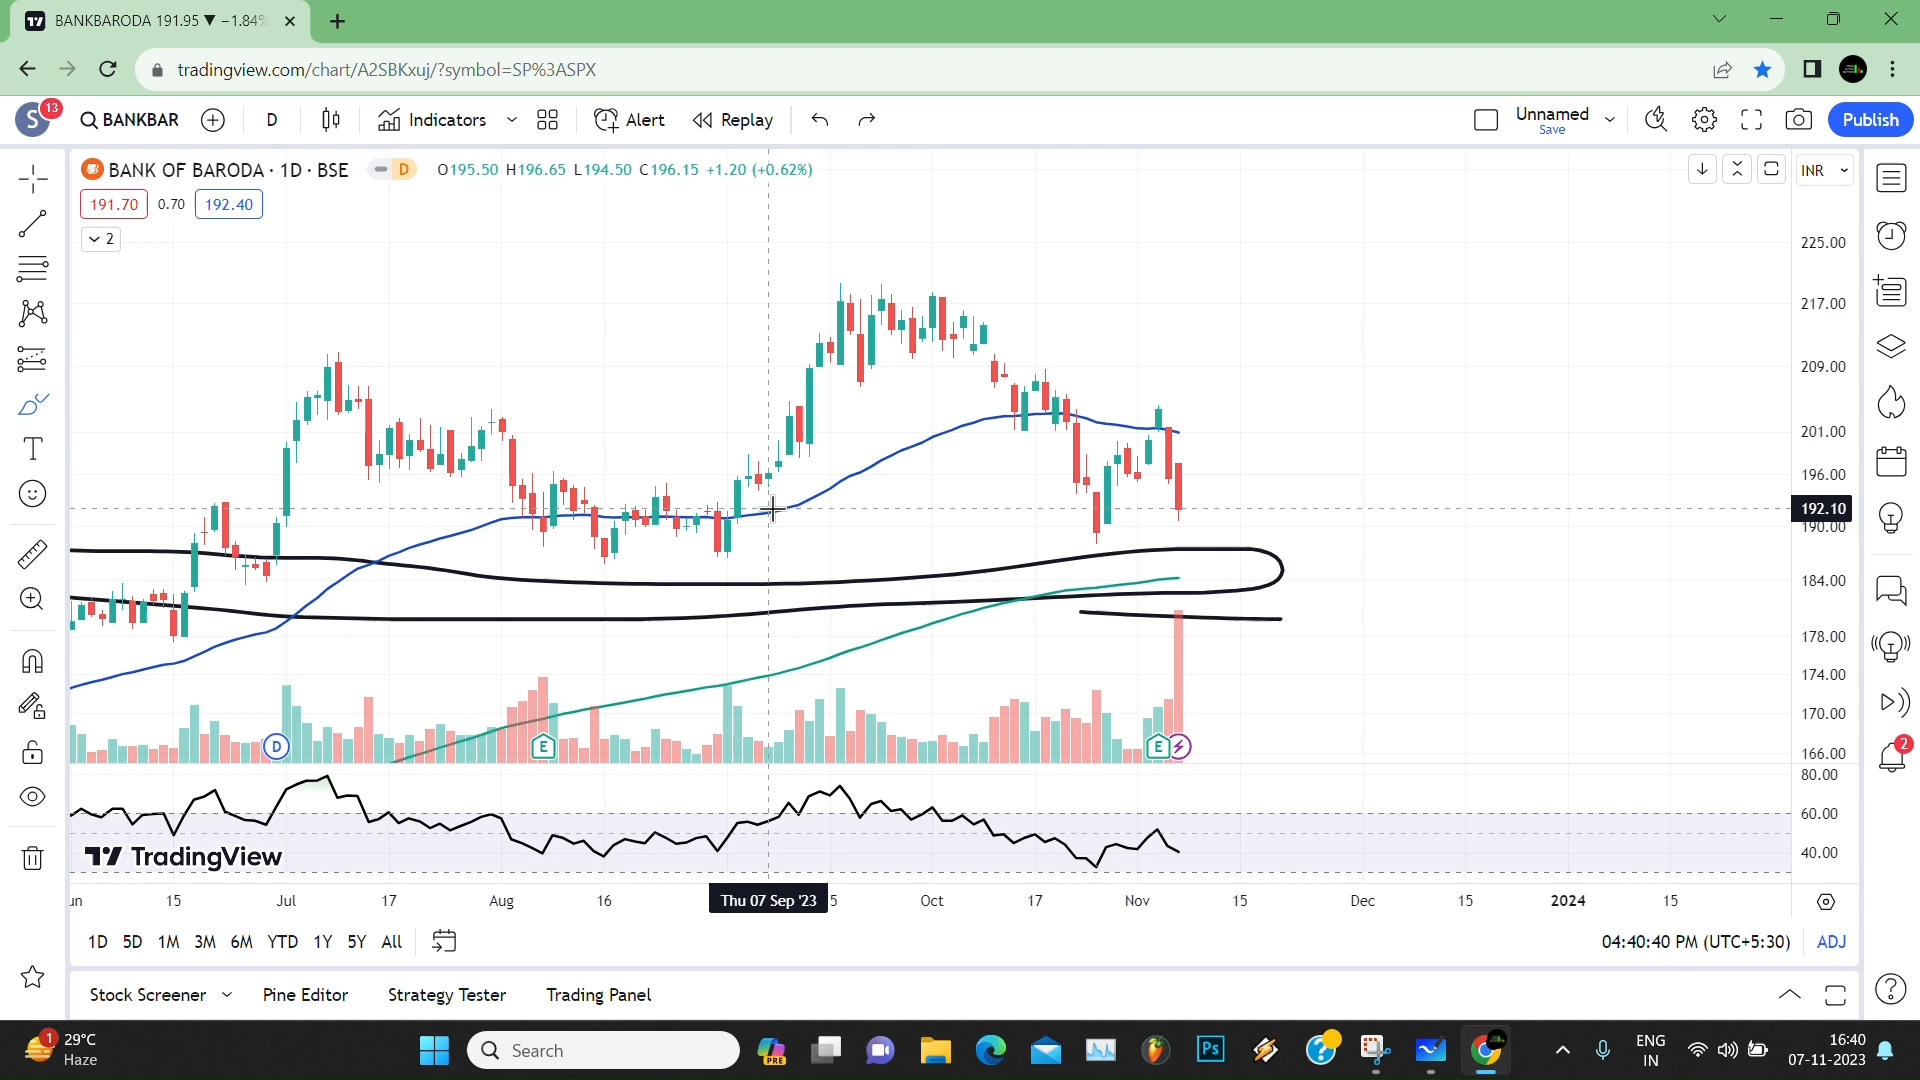 BANKBARODA 191.95 ▼ −1.84%
tradingview.com/chart/A2SBKxuj/?symbol=SP%3ASPX
S 13 BANKBAR D Indicators Alert Replay Unnamed Save Publish
BANK OF BARODA · 1D · BSE D O195.50 H196.65 L194.50 C196.15 +1.20 (+0.62%) INR
191.70 0.70 192.40
2
225.00
217.00
209.00
201.00
196.00
192.10
190.00
184.00
178.00
174.00
170.00
166.00
D E E
80.00
60.00
40.00
TradingView
15 Jul 17 Aug 16 Thu 07 Sep '23 5 Oct 17 Nov 15 Dec 15 2024 15
1D 5D 1M 3M 6M YTD 1Y 5Y All 04:40:40 PM (UTC+5:30) ADJ
Stock Screener Pine Editor Strategy Tester Trading Panel
2
1 29°C
Haze
Search
PRE
Ps
ENG
IN
16:40
07-11-2023